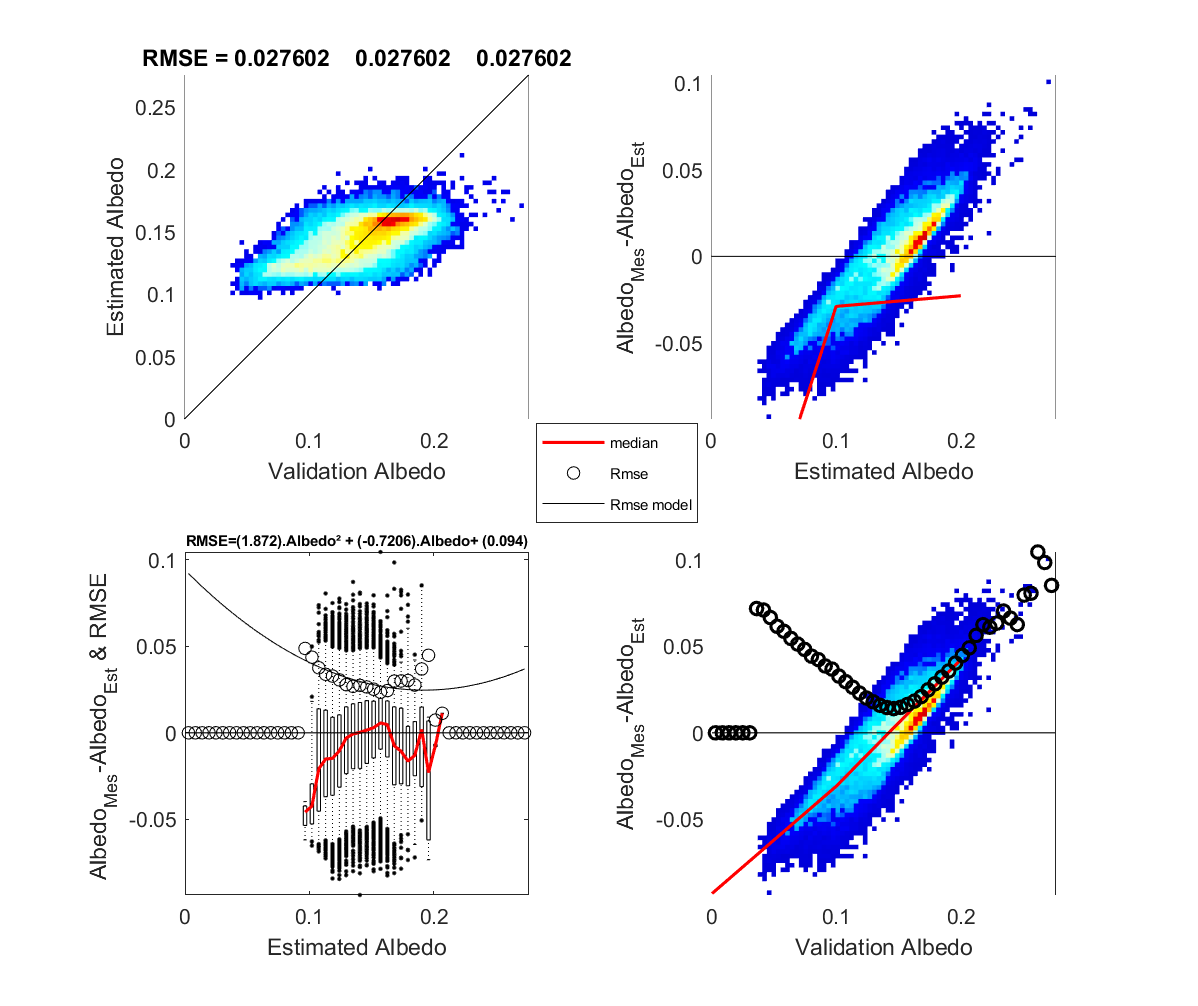 RMSE = 0.027602 0.027602 0.027602
0.25
0.2
0.15
0.1
0.05
0
0 0.1 0.2
Estimated Albedo
Validation Albedo
0.1
0.05
0
-0.05
0 0.1 0.2
Albedo_Mes-Albedo_Est
Estimated Albedo
median
Rmse
Rmse model
RMSE=(1.872).Albedo² + (-0.7206).Albedo+ (0.094)
0.1
0.05
0
-0.05
0 0.1 0.2
Albedo_Mes-Albedo_Est & RMSE
Estimated Albedo
0.1
0.05
0
-0.05
0 0.1 0.2
Albedo_Mes-Albedo_Est
Validation Albedo